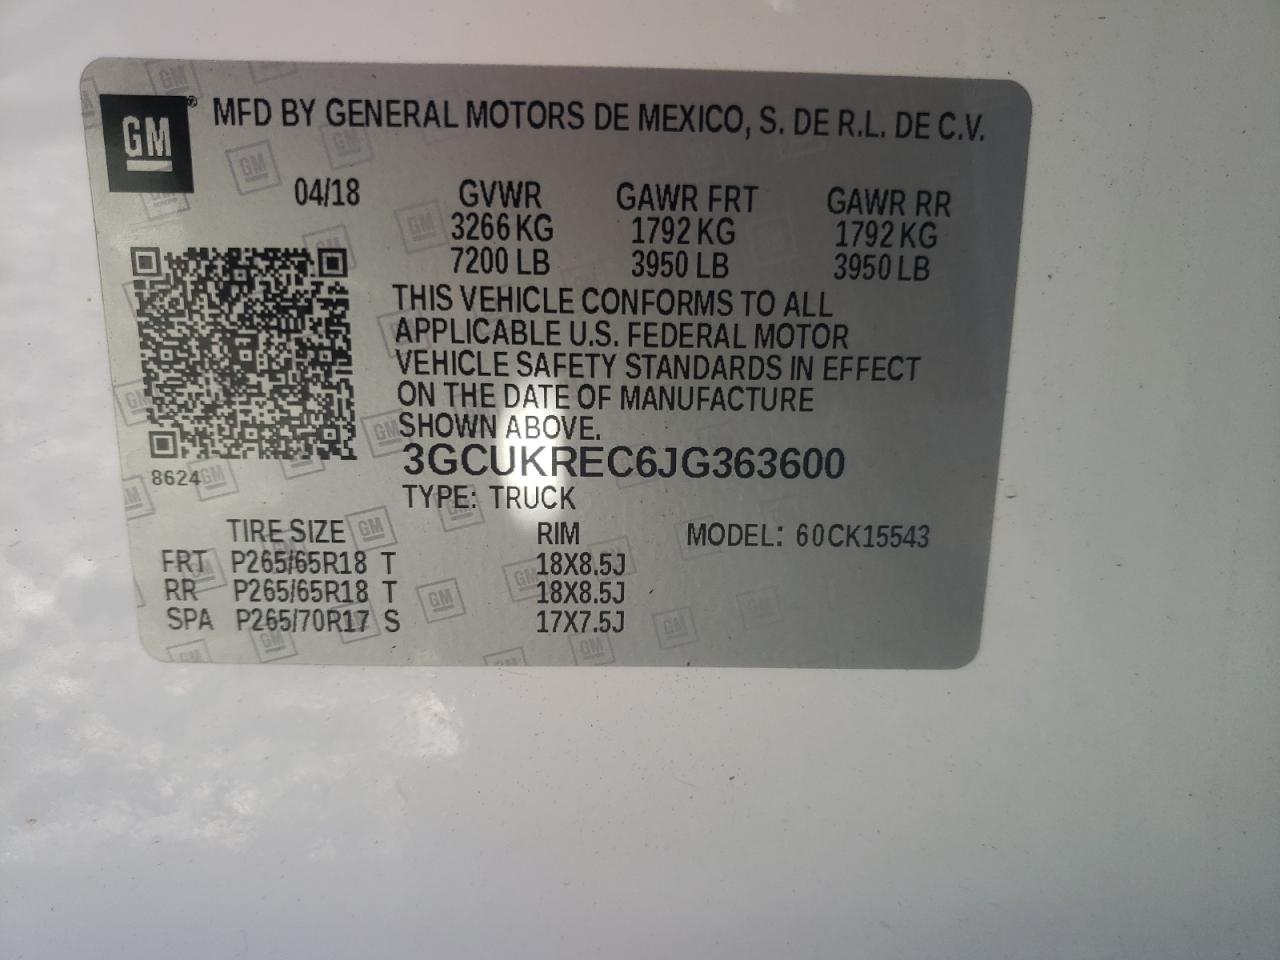 GM® MFD BY GENERAL MOTORS DE MEXICO, S. DE R.L. DE C.V.
04/18 GVWR GAWR FRT GAWR RR
3266 KG 1792 KG 1792 KG
7200 LB 3950 LB 3950 LB
THIS VEHICLE CONFORMS TO ALL
APPLICABLE U.S. FEDERAL MOTOR
VEHICLE SAFETY STANDARDS IN EFFECT
ON THE DATE OF MANUFACTURE
SHOWN ABOVE.
3GCUKREC6JG363600
8624
TYPE: TRUCK
TIRE SIZE RIM MODEL: 60CK15543
FRT P265/65R18 T 18X8.5J
RR P265/65R18 T 18X8.5J
SPA P265/70R17 S 17X7.5J